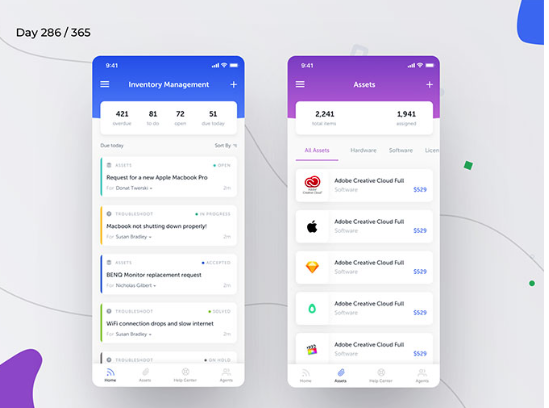 Day 286 / 365
9:41
Inventory Management
421
81
72
51
overdue
to do
open
due today
Due today
Sort By
ASSETS
OPEN
Request for a new Apple Macbook Pro
For Donat Twerski
2m
TROUBLESHOOT
IN PROGRESS
Macbook not shutting down properly!
For Susan Bradley
2m
ASSETS
ACCEPTED
BENQ Monitor replacement request
For Nicholas Gilbert
2m
TROUBLESHOOT
SOLVED
WiFi connection drops and slow internet
For Susan Bradley
2m
TROUBLESHOOT
ON HOLD
Home
Assets
Help Center
Agents
9:41
Assets
2,241
1,941
total items
assigned
All Assets
Hardware
Software
Licen
Adobe Creative Cloud Full
Software
$529
Adobe Creative Cloud Full
Software
$529
Adobe Creative Cloud Full
Software
$529
Adobe Creative Cloud Full
Software
$529
Adobe Creative Cloud Full
Software
$529
Home
Assets
Help Center
Agents